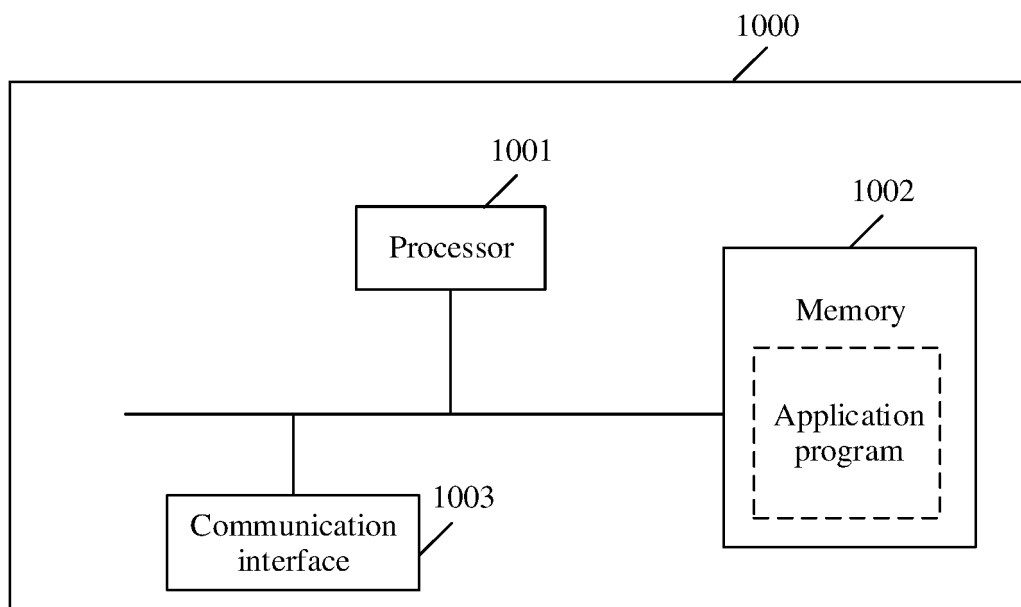 1000
1001
Processor
1002
Memory
Application
program
1003
Communication
interface